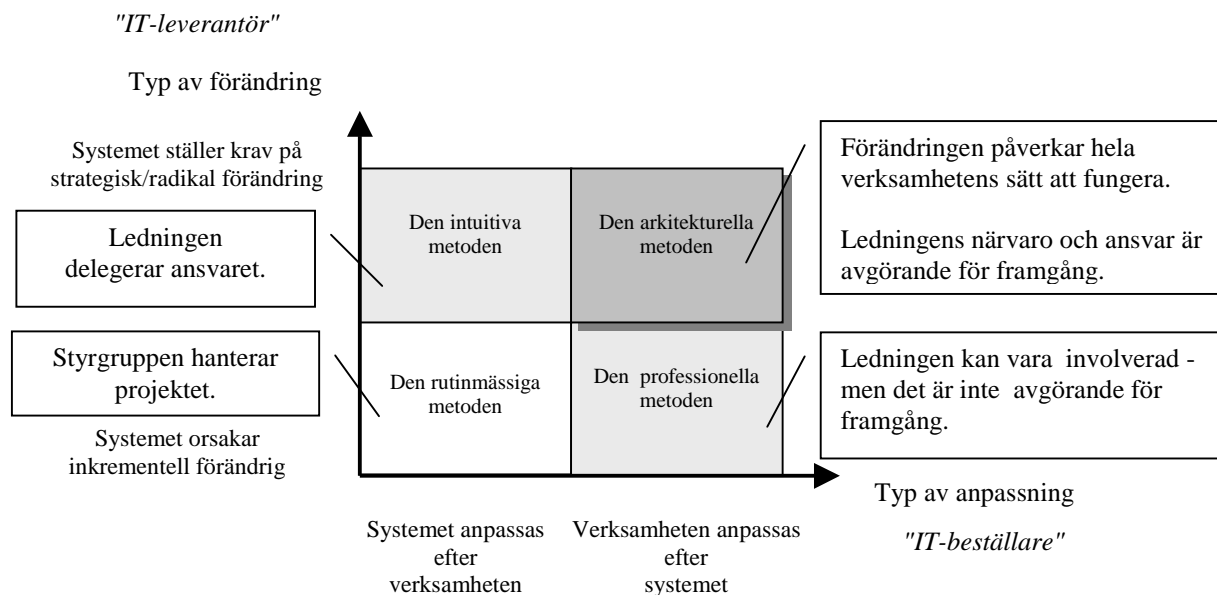 "IT-leverantör"
Typ av förändring
Systemet ställer krav på
strategisk/radikal förändring
Ledningen
delegerar ansvaret.
Styrgruppen hanterar
projektet.
Systemet orsakar
inkrementell förändrig
Den intuitiva
metoden
Den arkitekturella
metoden
Den rutinmässiga
metoden
Den professionella
metoden
Förändringen påverkar hela
verksamhetens sätt att fungera.
Ledningens närvaro och ansvar är
avgörande för framgång.
Ledningen kan vara involverad -
men det är inte avgörande för
framgång.
Typ av anpassning
"IT-beställare"
Systemet anpassas
efter
verksamheten
Verksamheten anpassas
efter
systemet